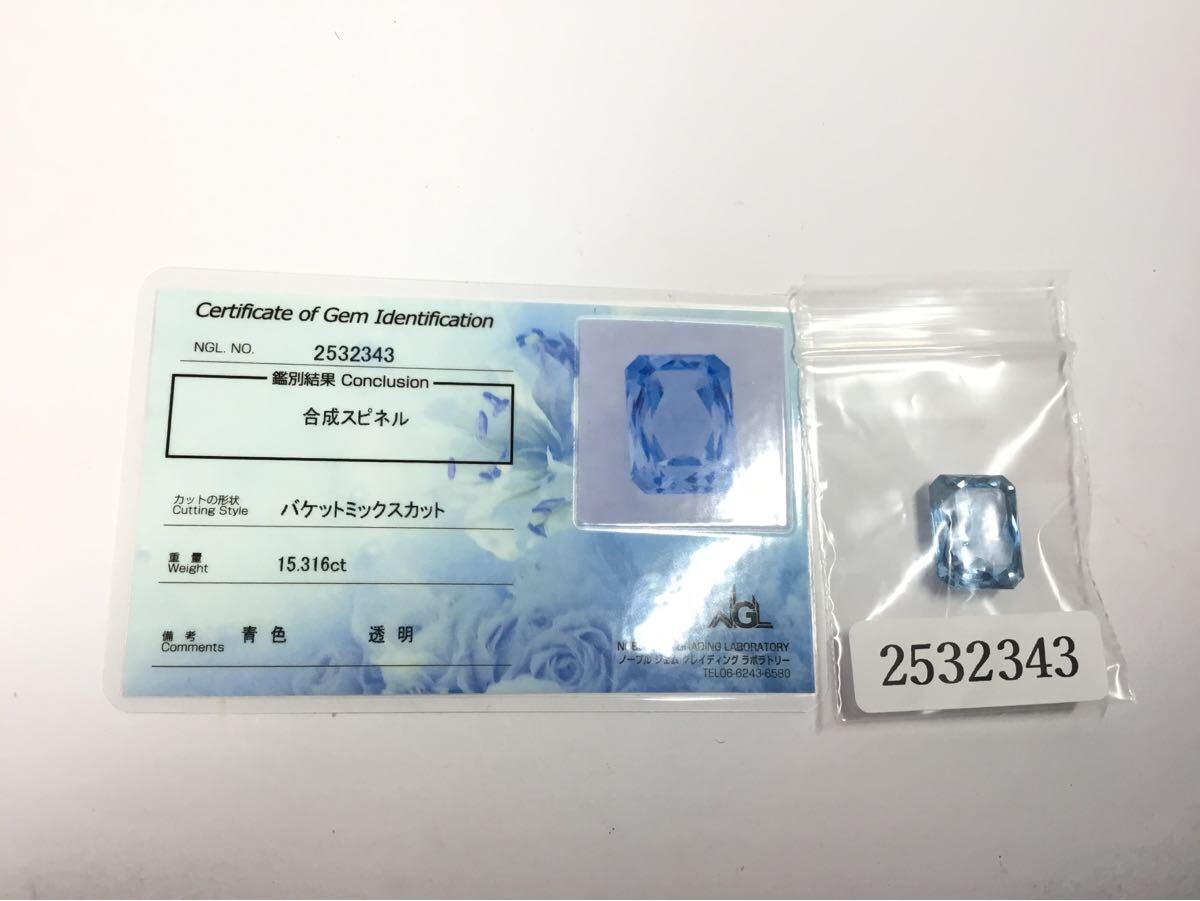 Certificate of Gem Identification
NGL. NO. 2532343
鑑別結果 Conclusion
合成スピネル
カットの形状
Cutting Style バケットミックスカット
重量
Weight 15.316ct
備考 青色 透明
Comments
NGL
GRADING LABORATORY
ノーブル ジェム グレイディング ラボラトリー
TEL06-6243-6580
2532343